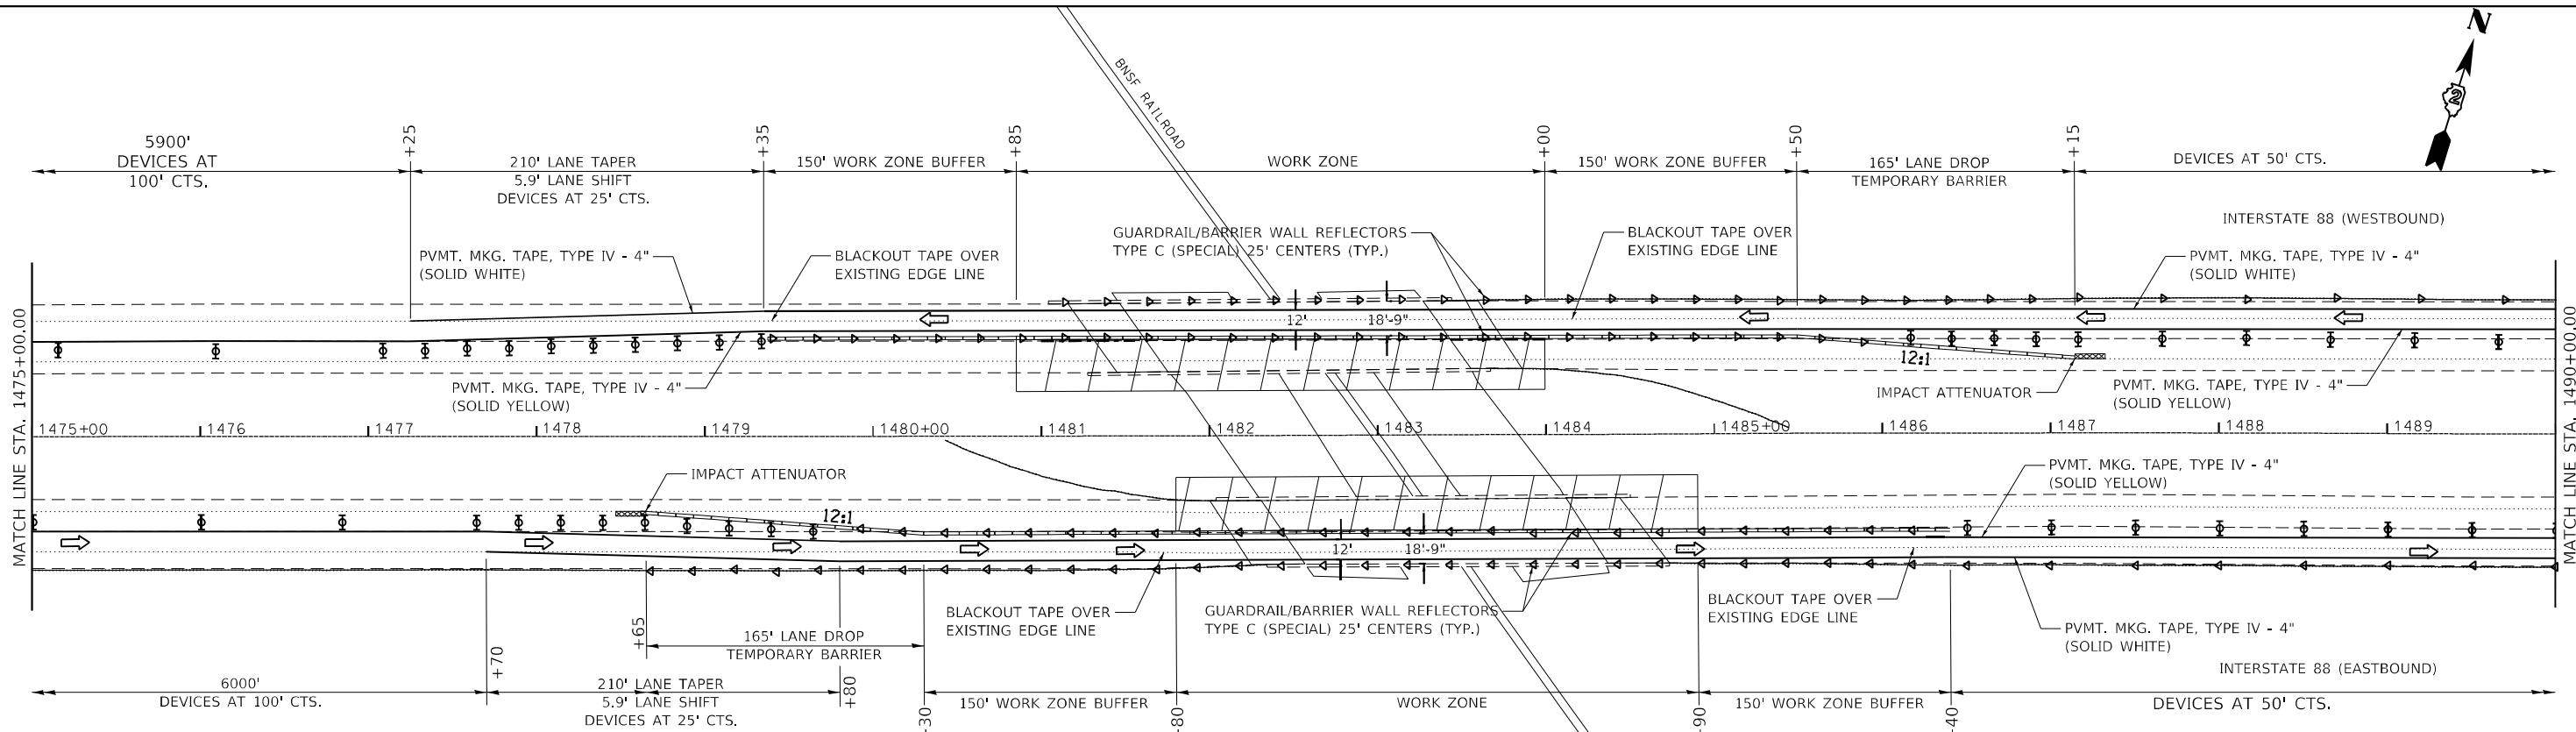 N
2
BNSF RAILROAD
5900'
DEVICES AT
100' CTS.
+25
210' LANE TAPER
5.9' LANE SHIFT
DEVICES AT 25' CTS.
+35
150' WORK ZONE BUFFER
+85
WORK ZONE
+00
150' WORK ZONE BUFFER
+50
165' LANE DROP
TEMPORARY BARRIER
+15
DEVICES AT 50' CTS.
INTERSTATE 88 (WESTBOUND)
PVMT. MKG. TAPE, TYPE IV - 4"
(SOLID WHITE)
BLACKOUT TAPE OVER
EXISTING EDGE LINE
GUARDRAIL/BARRIER WALL REFLECTORS
TYPE C (SPECIAL) 25' CENTERS (TYP.)
BLACKOUT TAPE OVER
EXISTING EDGE LINE
PVMT. MKG. TAPE, TYPE IV - 4"
(SOLID WHITE)
12'
18'-9"
12:1
PVMT. MKG. TAPE, TYPE IV - 4"
(SOLID YELLOW)
IMPACT ATTENUATOR
PVMT. MKG. TAPE, TYPE IV - 4"
(SOLID YELLOW)
MATCH LINE STA. 1475+00.00
MATCH LINE STA. 1490+00.00
1475+00
1476
1477
1478
1479
1480+00
1481
1482
1483
1484
1485+00
1486
1487
1488
1489
IMPACT ATTENUATOR
PVMT. MKG. TAPE, TYPE IV - 4"
(SOLID YELLOW)
12:1
12'
18'-9"
BLACKOUT TAPE OVER
EXISTING EDGE LINE
GUARDRAIL/BARRIER WALL REFLECTORS
TYPE C (SPECIAL) 25' CENTERS (TYP.)
BLACKOUT TAPE OVER
EXISTING EDGE LINE
PVMT. MKG. TAPE, TYPE IV - 4"
(SOLID WHITE)
INTERSTATE 88 (EASTBOUND)
+65
165' LANE DROP
TEMPORARY BARRIER
+70
+80
6000'
DEVICES AT 100' CTS.
210' LANE TAPER
5.9' LANE SHIFT
DEVICES AT 25' CTS.
30
150' WORK ZONE BUFFER
80
WORK ZONE
90
150' WORK ZONE BUFFER
40
DEVICES AT 50' CTS.